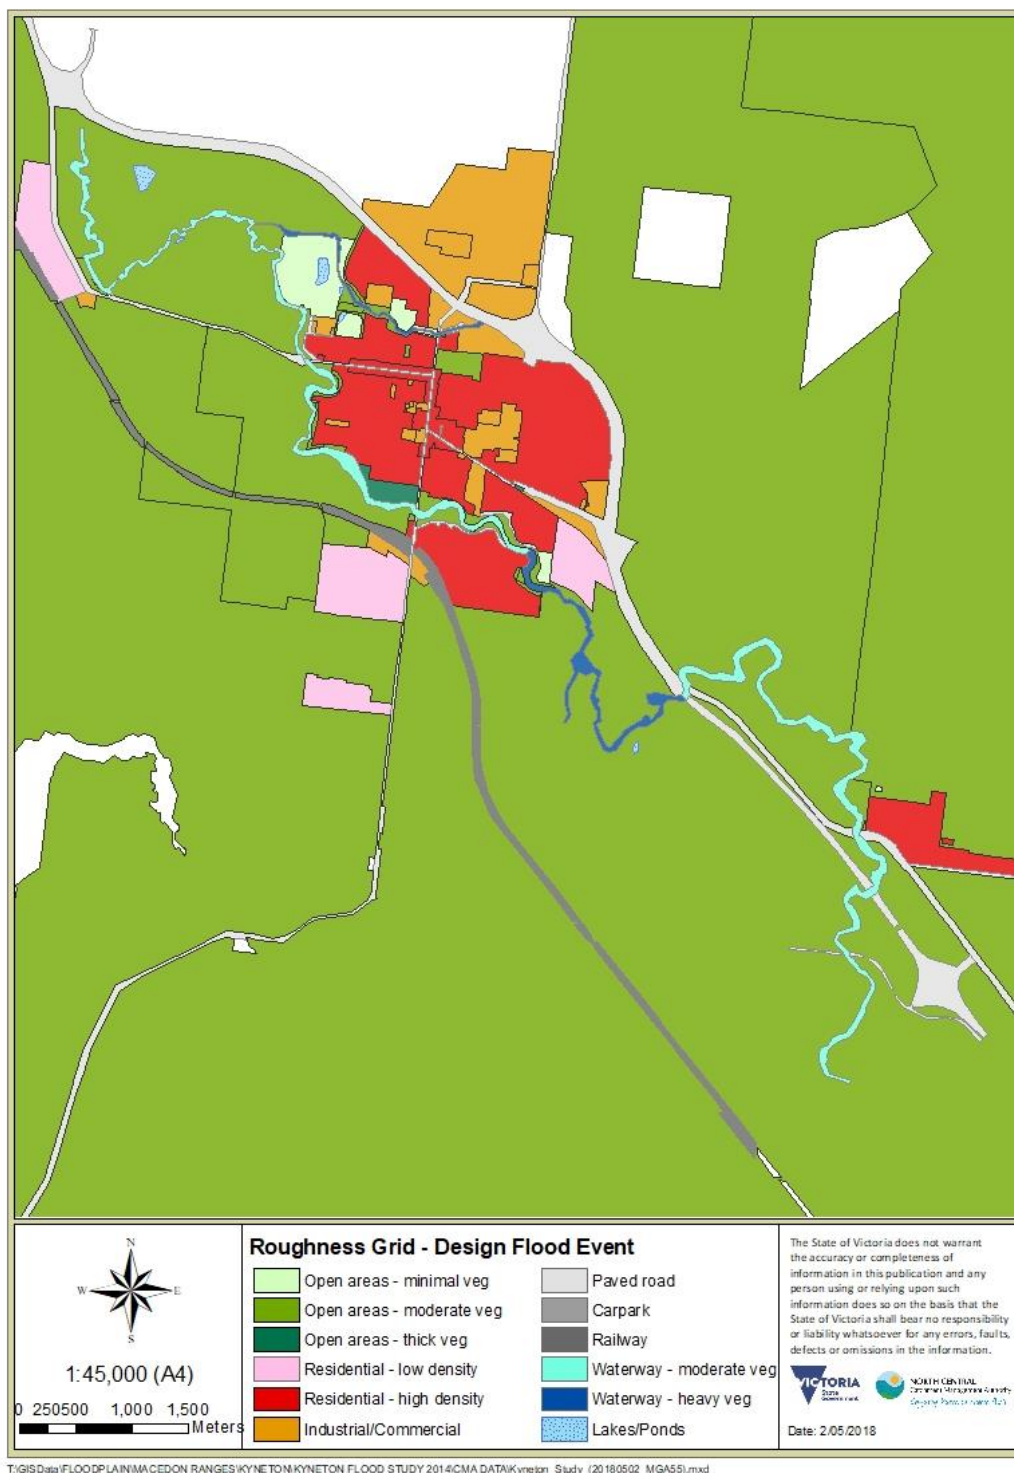 N
W
E
S
1:45,000 (A4)
0 250500 1,000 1,500
Meters
Roughness Grid - Design Flood Event
Open areas - minimal veg
Open areas - moderate veg
Open areas - thick veg
Residential - low density
Residential - high density
Industrial/Commercial
Paved road
Carpark
Railway
Waterway - moderate veg
Waterway - heavy veg
Lakes/Ponds
The State of Victoria does not warrant
the accuracy or completeness of
information in this publication and any
person using or relying upon such
information does so on the basis that the
State of Victoria shall bear no responsibility
or liability whatsoever for any errors, faults,
defects or omissions in the information.
VICTORIA
State
Government
NORTH CENTRAL
Catchment Management Authority
Date: 2/05/2018
T:\GISData\FLOODPLAIN\MACEDON RANGES\KYNETON\KYNETON FLOOD STUDY 2014\CMA DATA\Kyneton_Study_(20180502_MGA55).mxd